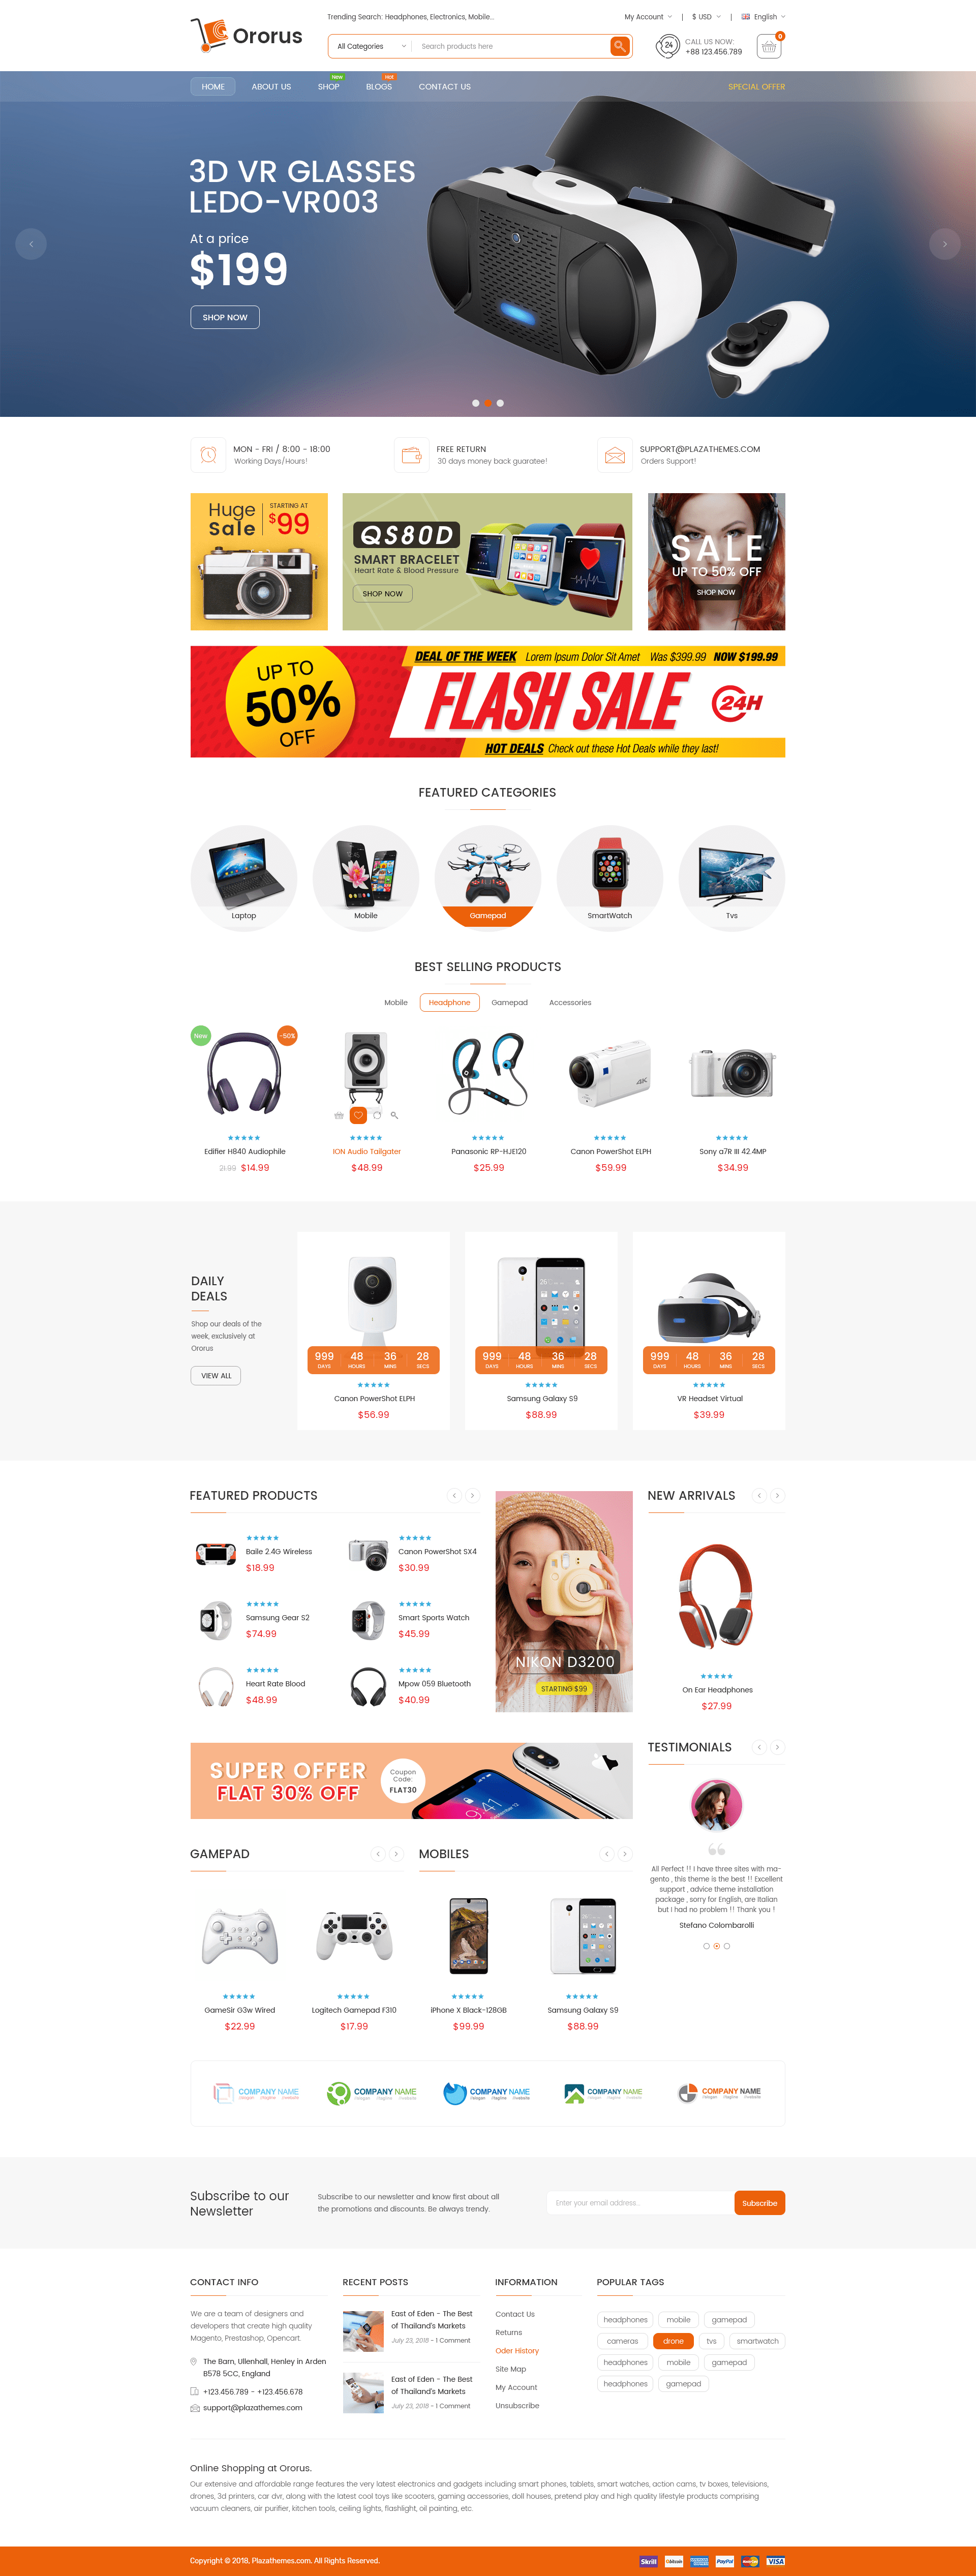 Trending Search: Headphones, Electronics, Mobile...
My Account | $ USD | English
Ororus
All Categories Search products here
24 CALL US NOW:
+88 123.456.789
0
New Hot
HOME ABOUT US SHOP BLOGS CONTACT US SPECIAL OFFER
3D VR GLASSES
LEDO-VR003
At a price
$199
SHOP NOW
MON - FRI / 8:00 - 18:00
Working Days/Hours!
FREE RETURN
30 days money back guaratee!
SUPPORT@PLAZATHEMES.COM
Orders Support!
Huge
Sale
STARTING AT
$99
QS80D
SMART BRACELET
Heart Rate & Blood Pressure
SHOP NOW
SALE
UP TO 50% OFF
SHOP NOW
UP TO
50%
OFF
DEAL OF THE WEEK Lorem Ipsum Dolor Sit Amet Was $399.99 NOW $199.99
FLASH SALE 24H
HOT DEALS Check out these Hot Deals while they last!
FEATURED CATEGORIES
Laptop Mobile Gamepad SmartWatch Tvs
BEST SELLING PRODUCTS
Mobile Headphone Gamepad Accessories
New -50%
4K
Edifier H840 Audiophile
21.99 $14.99
ION Audio Tailgater
$48.99
Panasonic RP-HJE120
$25.99
Canon PowerShot ELPH
$59.99
Sony a7R III 42.4MP
$34.99
DAILY
DEALS
Shop our deals of the
week, exclusively at
Ororus
VIEW ALL
999 48 36 28
DAYS HOURS MINS SECS
Canon PowerShot ELPH
$56.99
999 48 36 28
DAYS HOURS MINS SECS
Samsung Galaxy S9
$88.99
999 48 36 28
DAYS HOURS MINS SECS
VR Headset Virtual
$39.99
FEATURED PRODUCTS
Baile 2.4G Wireless
$18.99
Canon PowerShot SX4
$30.99
Samsung Gear S2
$74.99
Smart Sports Watch
$45.99
Heart Rate Blood
$48.99
Mpow 059 Bluetooth
$40.99
NIKON D3200
STARTING $99
NEW ARRIVALS
On Ear Headphones
$27.99
SUPER OFFER
FLAT 30% OFF
Coupon
Code:
FLAT30
9:41
TESTIMONIALS
All Perfect !! I have three sites with ma-
gento , this theme is the best !! Excellent
support , advice theme installation
package , sorry for English, are Italian
but I had no problem !! Thank you !
Stefano Colombarolli
GAMEPAD
GameSir G3w Wired
$22.99
Logitech Gamepad F310
$17.99
MOBILES
iPhone X Black-128GB
$99.99
Samsung Galaxy S9
$88.99
COMPANY NAME
COMPANY NAME
COMPANY NAME
COMPANY NAME
COMPANY NAME
Subscribe to our
Newsletter
Subscribe to our newsletter and know first about all
the promotions and discounts. Be always trendy.
Enter your email address...
Subscribe
CONTACT INFO
We are a team of designers and
developers that create high quality
Magento, Prestashop, Opencart.
The Barn, Ullenhall, Henley in Arden
B578 5CC, England
+123.456.789 - +123.456.678
support@plazathemes.com
RECENT POSTS
East of Eden - The Best
of Thailand's Markets
July 23, 2018 - 1 Comment
East of Eden - The Best
of Thailand's Markets
July 23, 2018 - 1 Comment
INFORMATION
Contact Us
Returns
Oder History
Site Map
My Account
Unsubscribe
POPULAR TAGS
headphones mobile gamepad
cameras drone tvs smartwatch
headphones mobile gamepad
headphones gamepad
Online Shopping at Ororus.
Our extensive and affordable range features the very latest electronics and gadgets including smart phones, tablets, smart watches, action cams, tv boxes, televisions,
drones, 3d printers, car dvr, along with the latest cool toys like scooters, gaming accessories, doll houses, pretend play and high quality lifestyle products comprising
vacuum cleaners, air purifier, kitchen tools, ceiling lights, flashlight, oil painting, etc.
Copyright © 2018, Plazathemes.com. All Rights Reserved.
Skrill bitcoin PayPal VISA